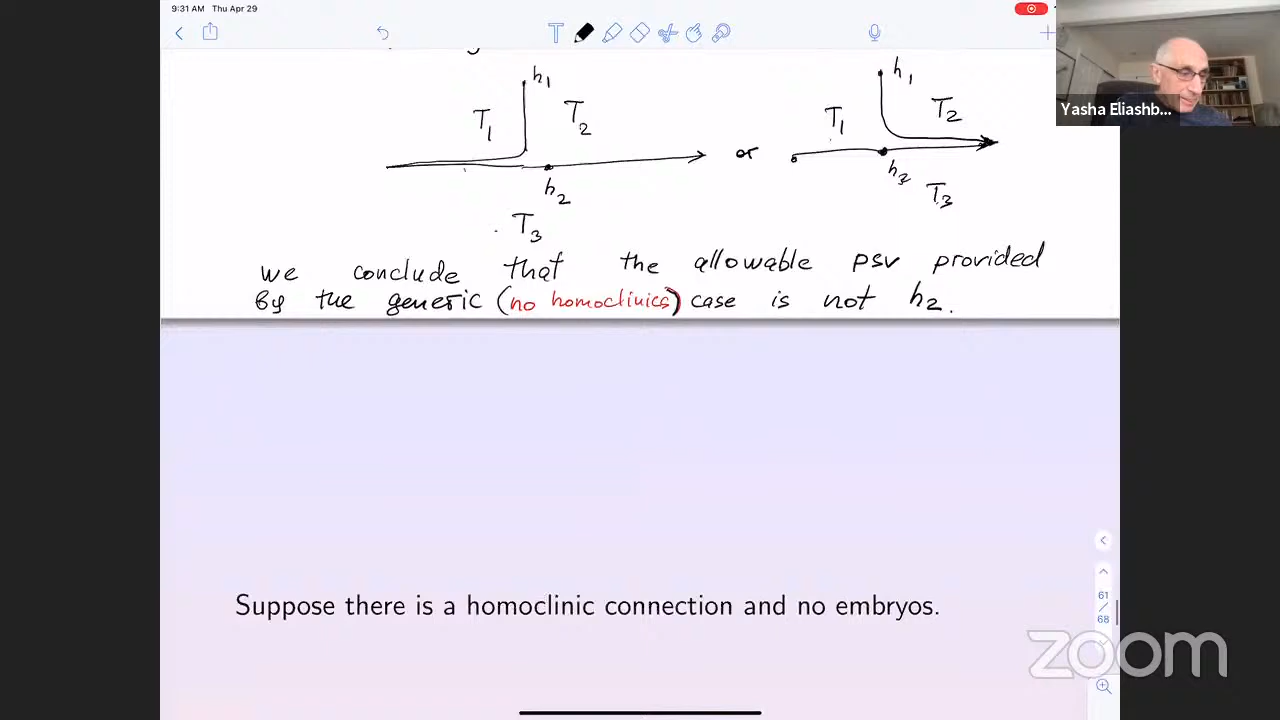 9:31 AM Thu Apr 29
T
h1
T1
T2
h2
T3
or
h1
T1
T2
h2
T3
we conclude that the allowable psv provided
by the generic (no homoclinics) case is not h2.
Suppose there is a homoclinic connection and no embryos.
61
/
68
Yasha Eliashb...
zoom